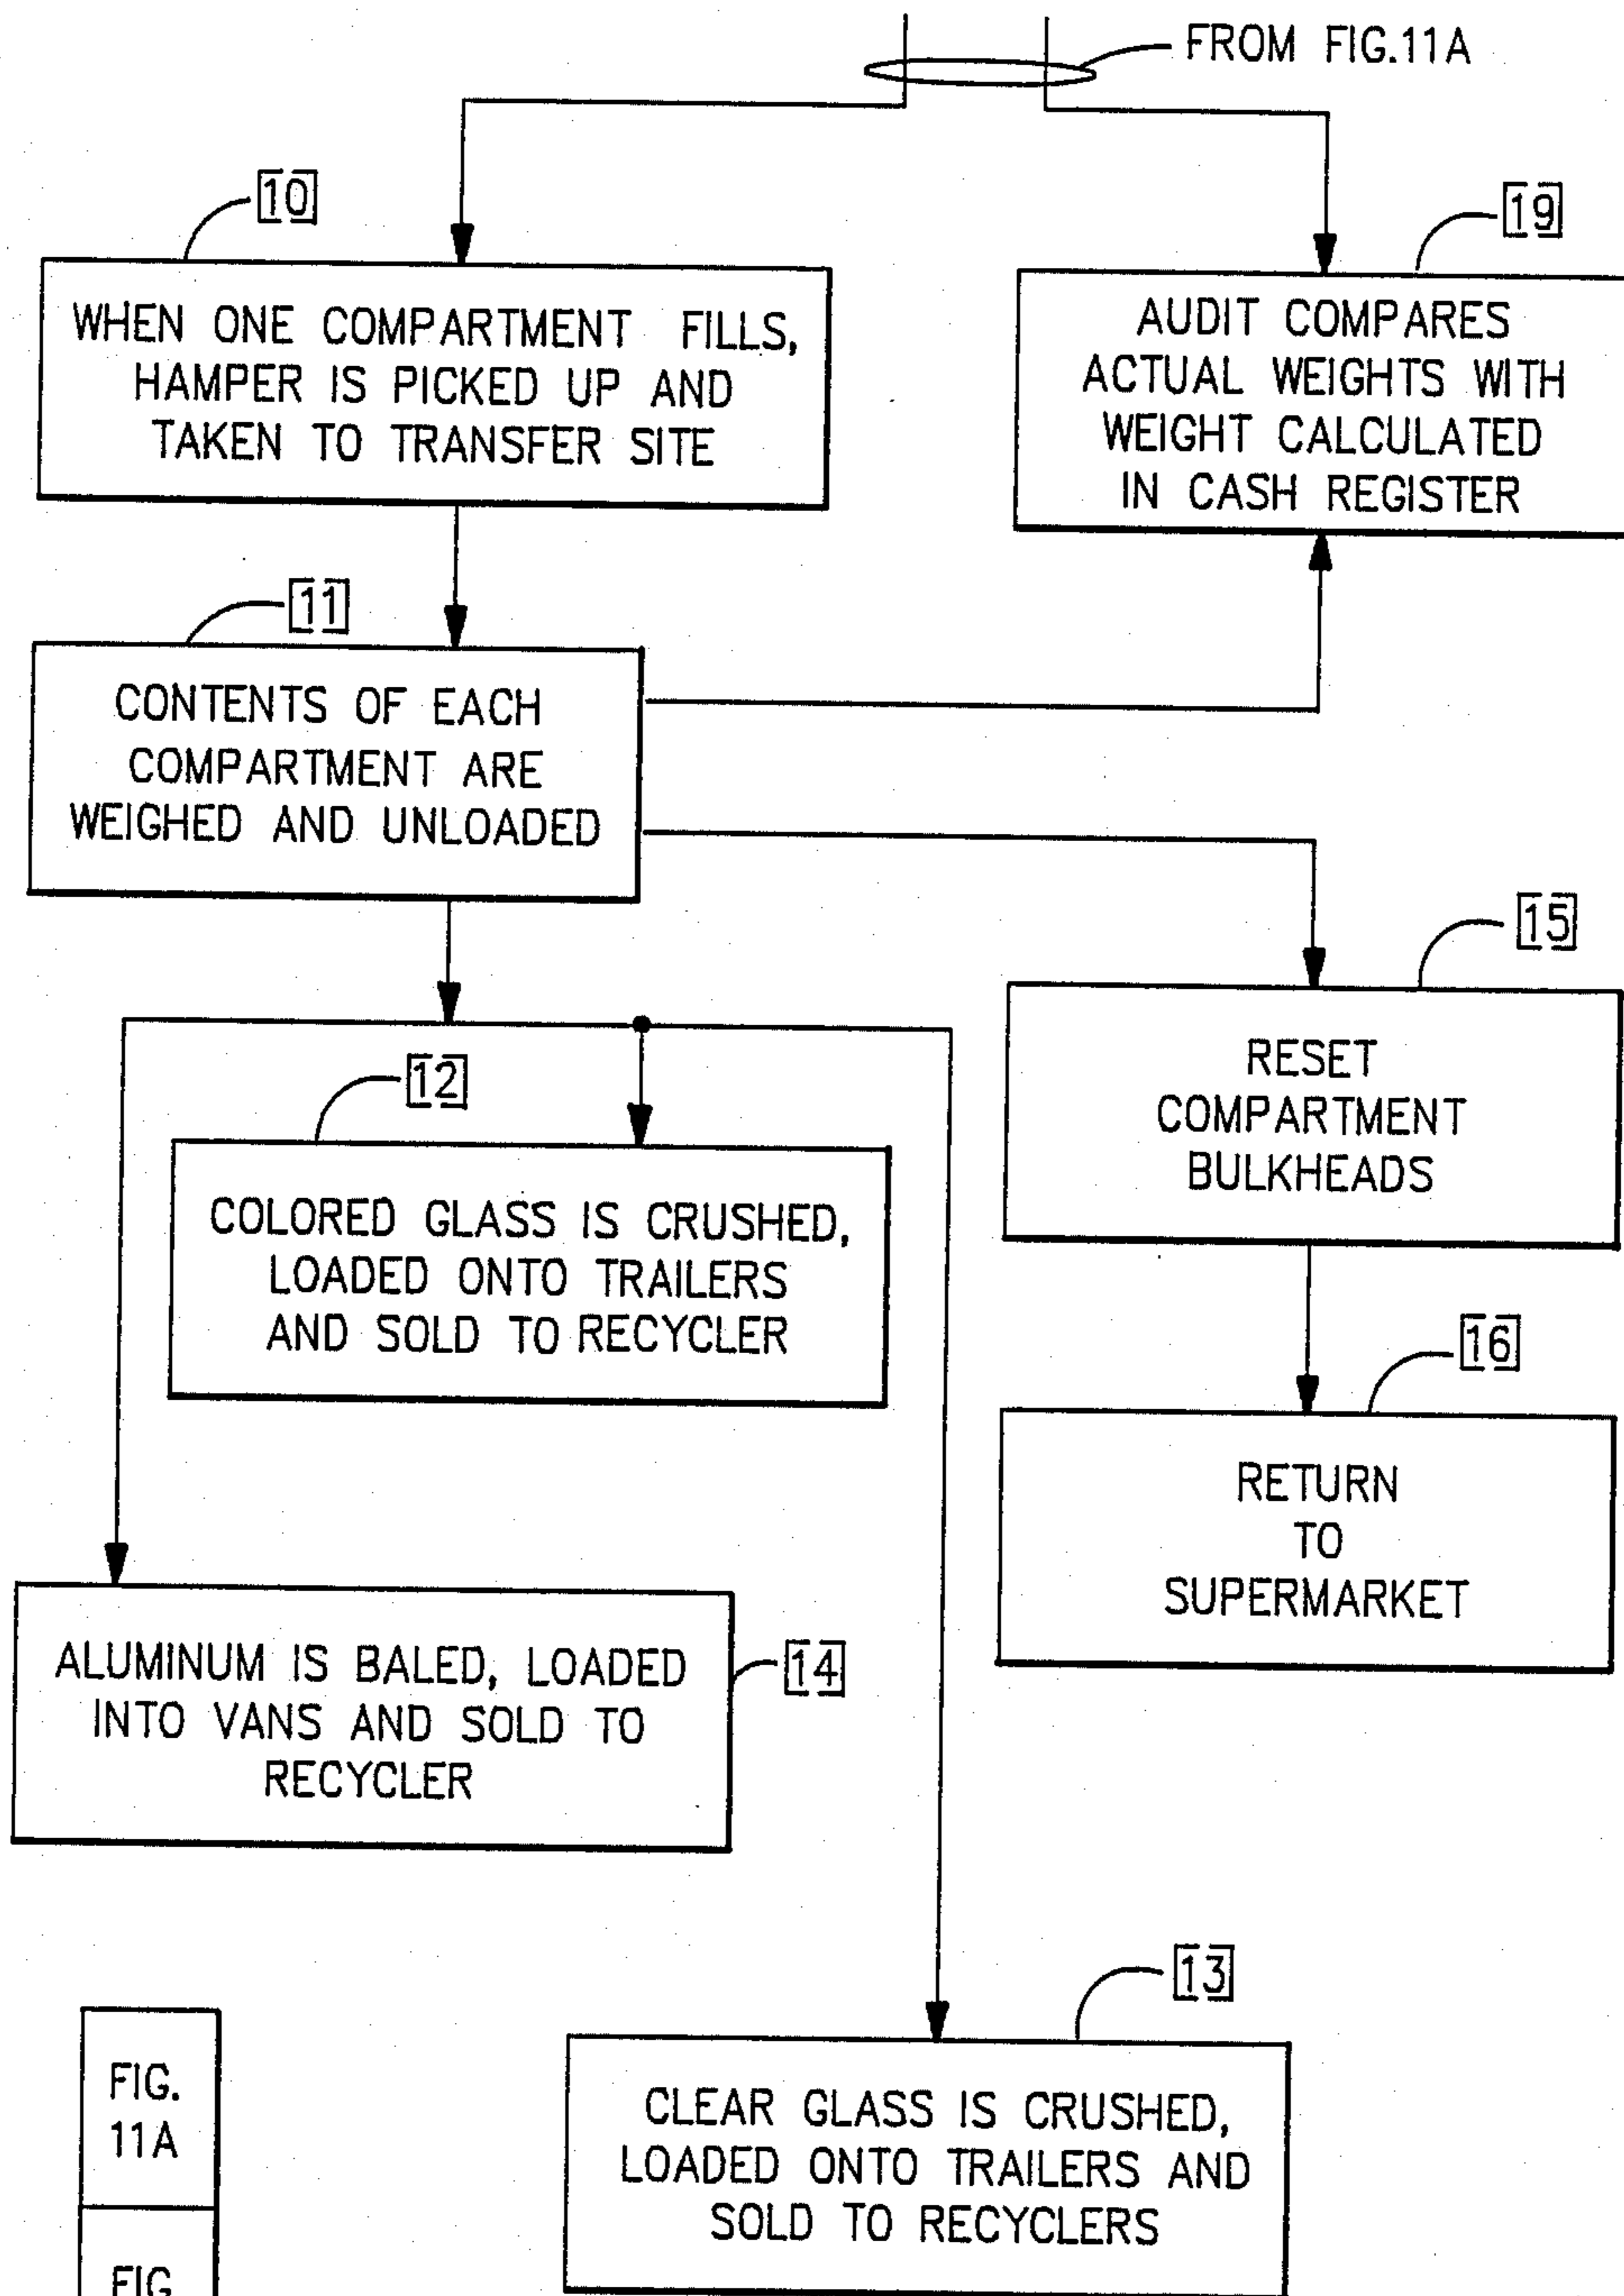 FROM FIG.11A
10
WHEN ONE COMPARTMENT FILLS,
HAMPER IS PICKED UP AND
TAKEN TO TRANSFER SITE
19
AUDIT COMPARES
ACTUAL WEIGHTS WITH
WEIGHT CALCULATED
IN CASH REGISTER
11
CONTENTS OF EACH
COMPARTMENT ARE
WEIGHED AND UNLOADED
15
RESET
COMPARTMENT
BULKHEADS
12
COLORED GLASS IS CRUSHED,
LOADED ONTO TRAILERS
AND SOLD TO RECYCLER
16
RETURN
TO
SUPERMARKET
14
ALUMINUM IS BALED, LOADED
INTO VANS AND SOLD TO
RECYCLER
13
CLEAR GLASS IS CRUSHED,
LOADED ONTO TRAILERS AND
SOLD TO RECYCLERS
FIG.
11A
FIG